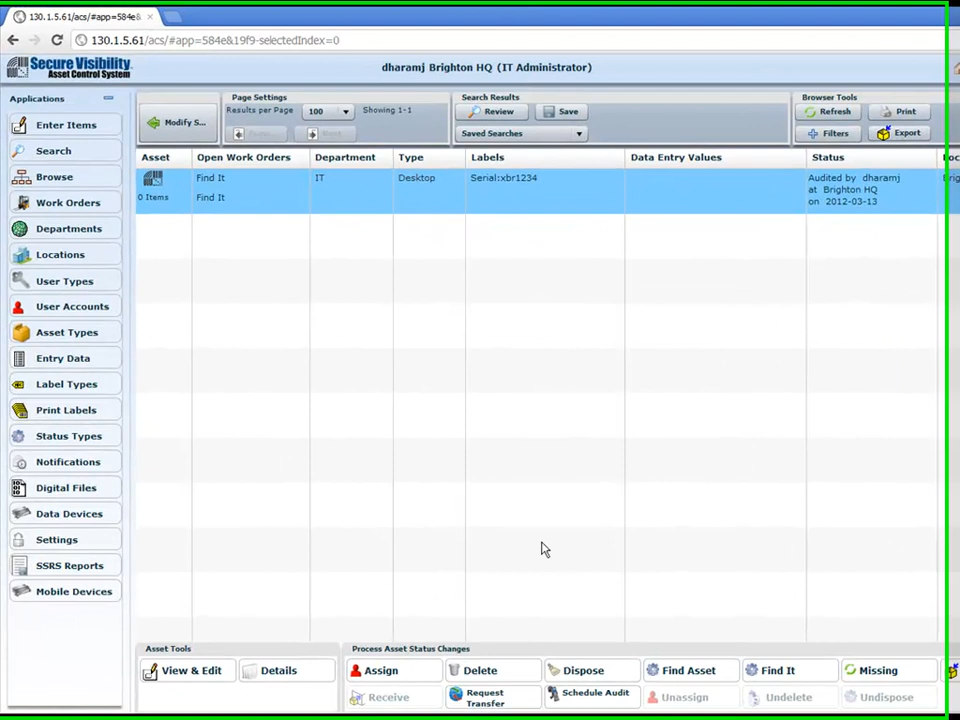 130.1.5.61/acs/#app=584e&
130.1.5.61/acs/#app=584e&19f9-selectedIndex=0
Secure Visibility
Asset Control System
dharamj Brighton HQ (IT Administrator)
Applications
Enter Items
Search
Browse
Work Orders
Departments
Locations
User Types
User Accounts
Asset Types
Entry Data
Label Types
Print Labels
Status Types
Notifications
Digital Files
Data Devices
Settings
SSRS Reports
Mobile Devices
Modify S...
Page Settings
Results per Page 100 Showing 1-1
Search Results
Review Save
Saved Searches
Browser Tools
Refresh Print
Filters Export
Asset Open Work Orders Department Type Labels Data Entry Values Status
Find It IT Desktop Serial:xbr1234 Audited by dharamj
at Brighton HQ
0 Items Find It on 2012-03-13
Asset Tools
View & Edit Details
Process Asset Status Changes
Assign Delete Dispose Find Asset Find It Missing
Receive Request Transfer Schedule Audit Unassign Undelete Undispose